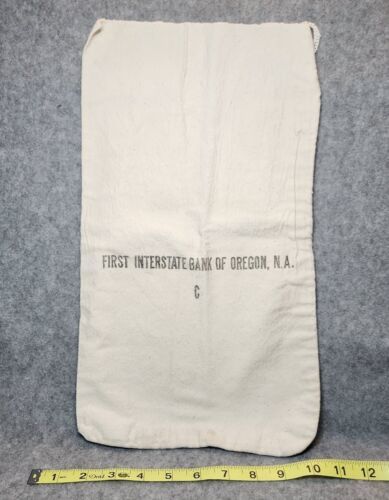 FIRST INTERSTATE BANK OF OREGON, N.A.
C
1 2 3 4 5 6 7 8 9 10 11 12